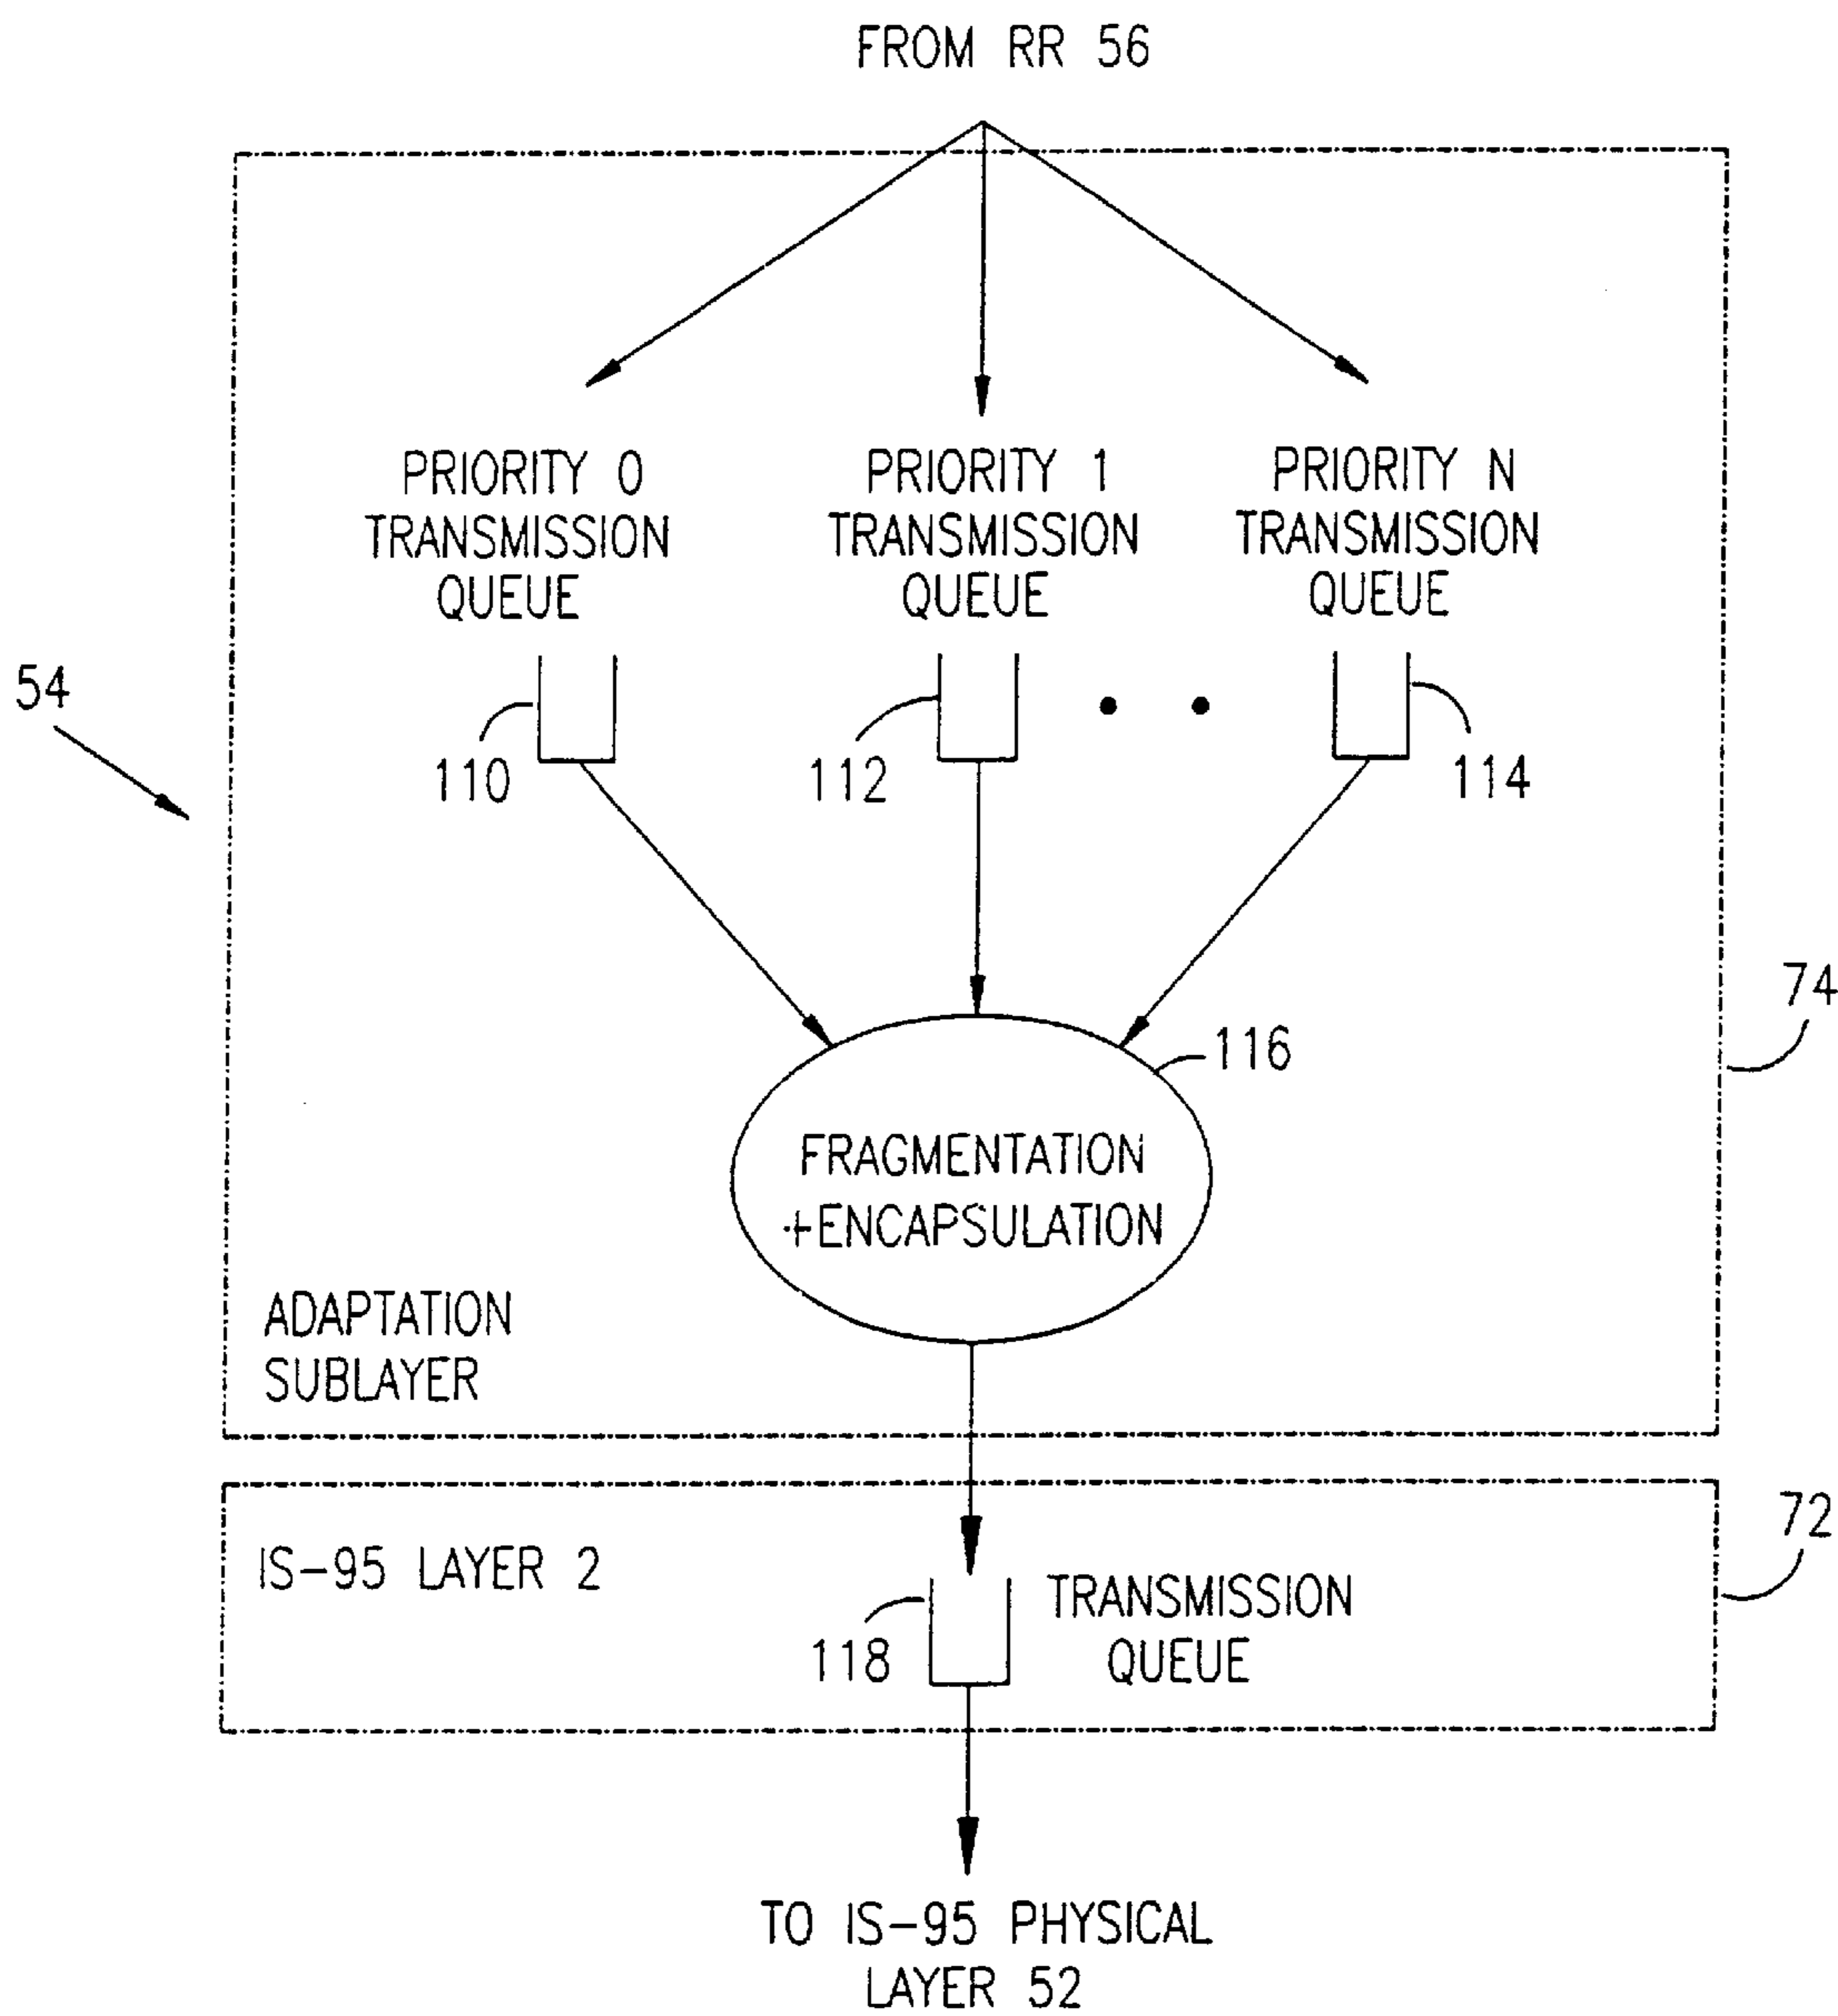 FROM RR 56
PRIORITY 0
TRANSMISSION
QUEUE
PRIORITY 1
TRANSMISSION
QUEUE
PRIORITY N
TRANSMISSION
QUEUE
54
110
112
114
74
116
FRAGMENTATION
+ENCAPSULATION
ADAPTATION
SUBLAYER
72
IS-95 LAYER 2
118
TRANSMISSION
QUEUE
TO IS-95 PHYSICAL
LAYER 52